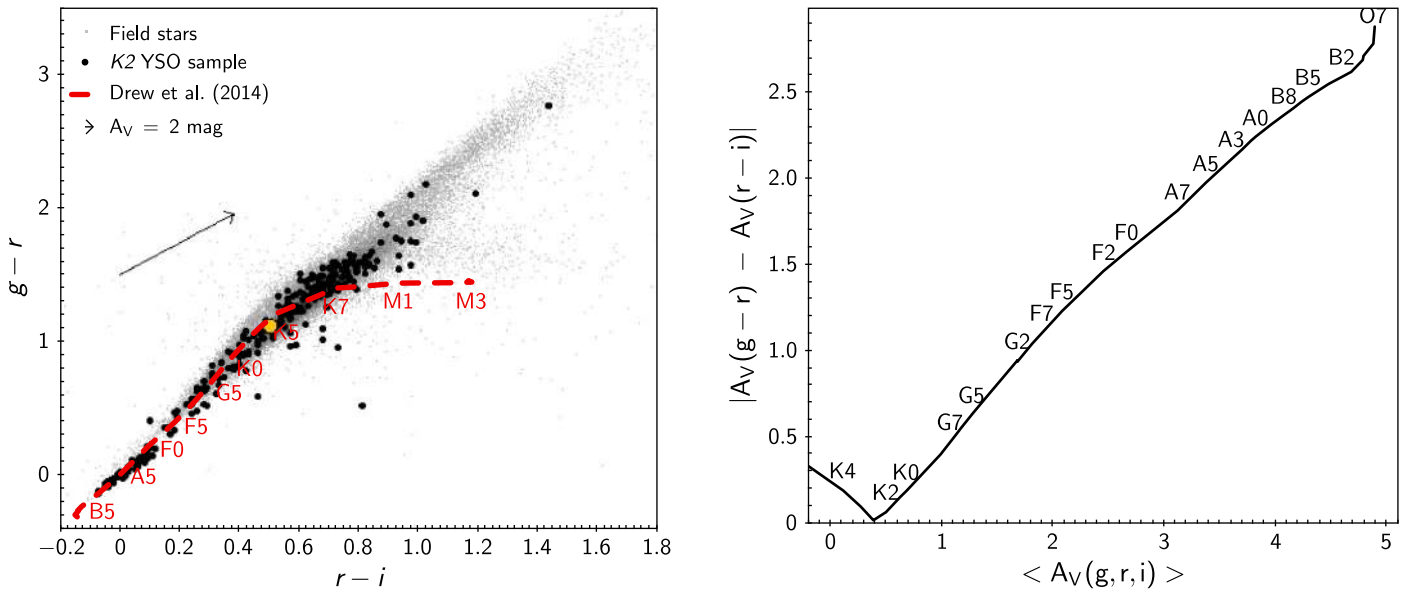 Field stars
K2 YSO sample
Drew et al. (2014)
A_V = 2 mag
g − r
3
2
1
0
B5
A5
F0
F5
G5
K0
K5
K7
M1
M3
−0.2 0 0.2 0.4 0.6 0.8 1.0 1.2 1.4 1.6 1.8
r − i
|A_V(g − r) − A_V(r − i)|
2.5
2.0
1.5
1.0
0.5
0
O7
B2
B5
B8
A0
A3
A5
A7
F0
F2
F5
F7
G2
G5
G7
K0
K2
K4
0 1 2 3 4 5
< A_V(g, r, i) >